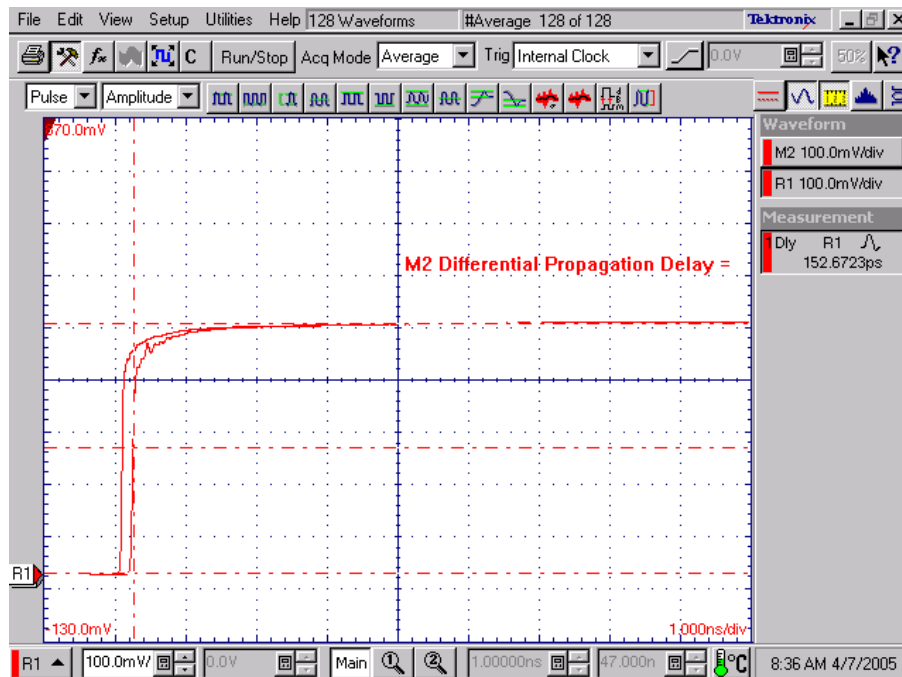 File Edit View Setup Utilities Help 128 Waveforms #Average 128 of 128 Tektronix
C Run/Stop Acq Mode Average Trig Internal Clock 0.0V 50%
Pulse Amplitude
670.0mV
Waveform
M2 100.0mV/div
R1 100.0mV/div
Measurement
1 Dly R1
152.6723ps
M2 Differential Propagation Delay =
R1
-130.0mV 1.000ns/div
R1 100.0mV/ 0.0V Main 1 2 1.00000ns 47.000n °C 8:36 AM 4/7/2005